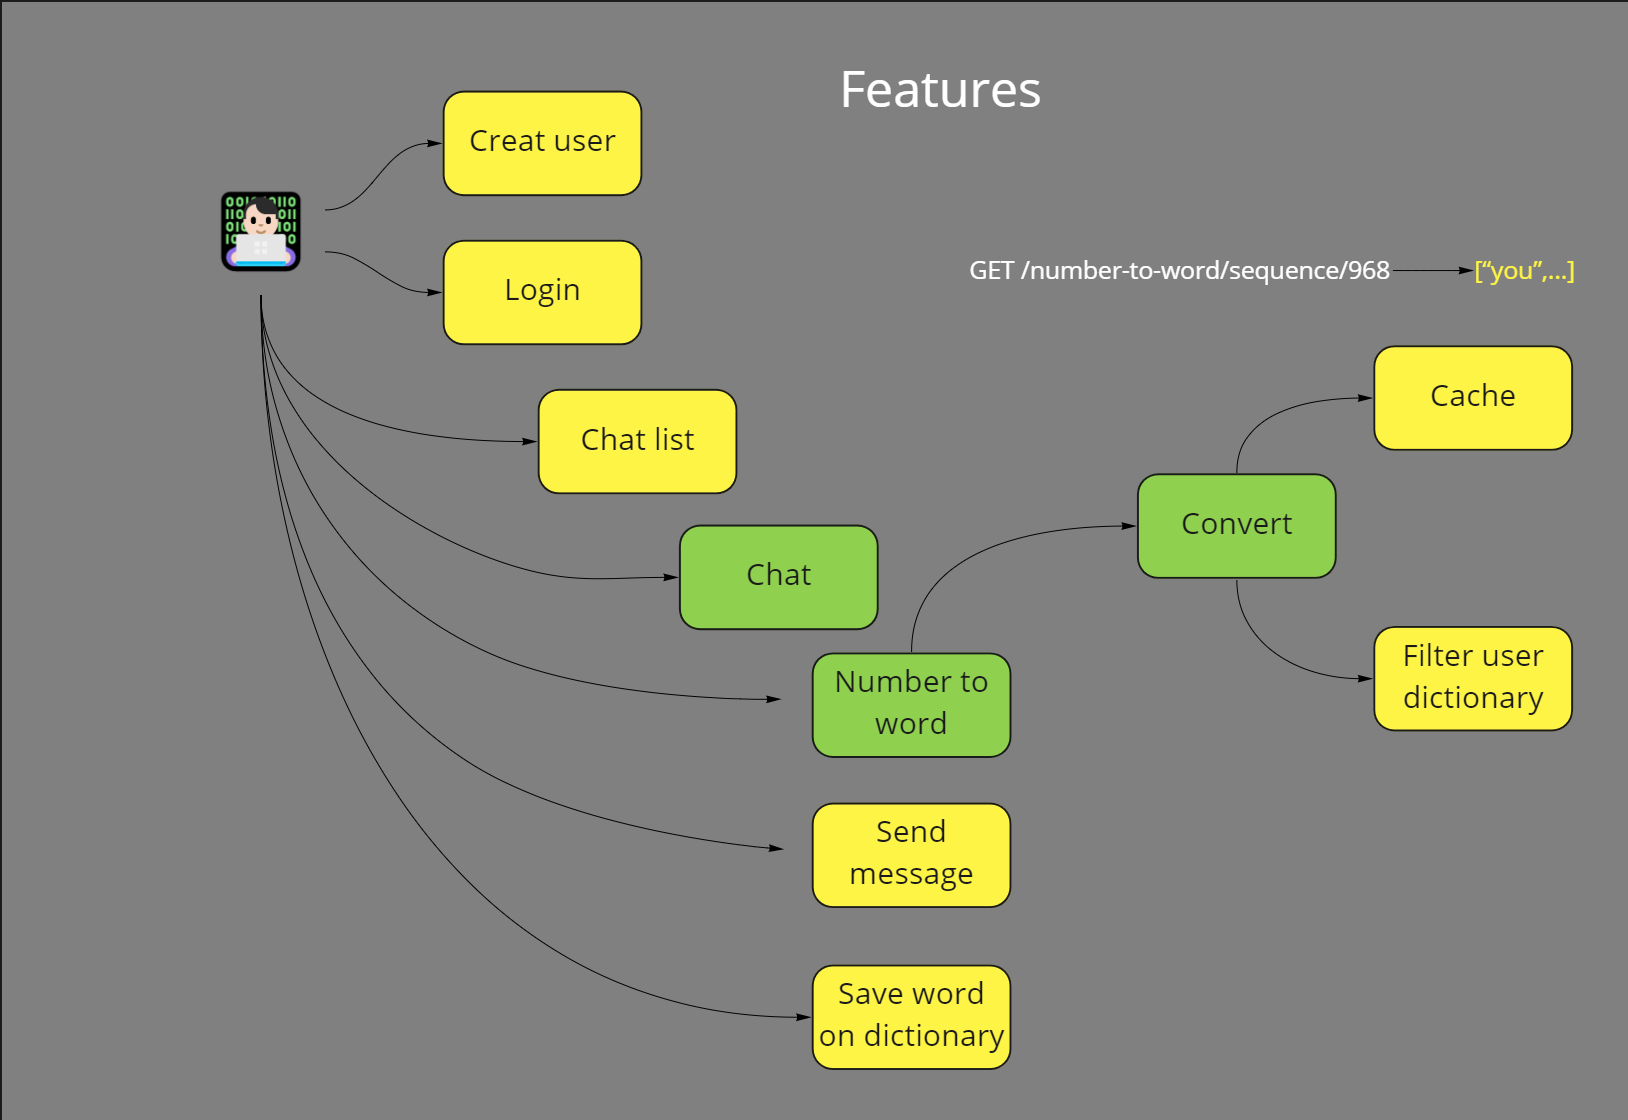 Features
Creat user
Login
GET /number-to-word/sequence/968
["you",...]
Cache
Chat list
Convert
Chat
Filter user
dictionary
Number to
word
Send
message
Save word
on dictionary